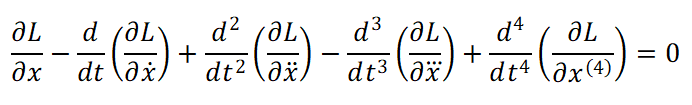 ∂L/∂x − d/dt(∂L/∂ẋ) + d²/dt²(∂L/∂ẍ) − d³/dt³(∂L/∂x⃛) + d⁴/dt⁴(∂L/∂x⁽⁴⁾) = 0